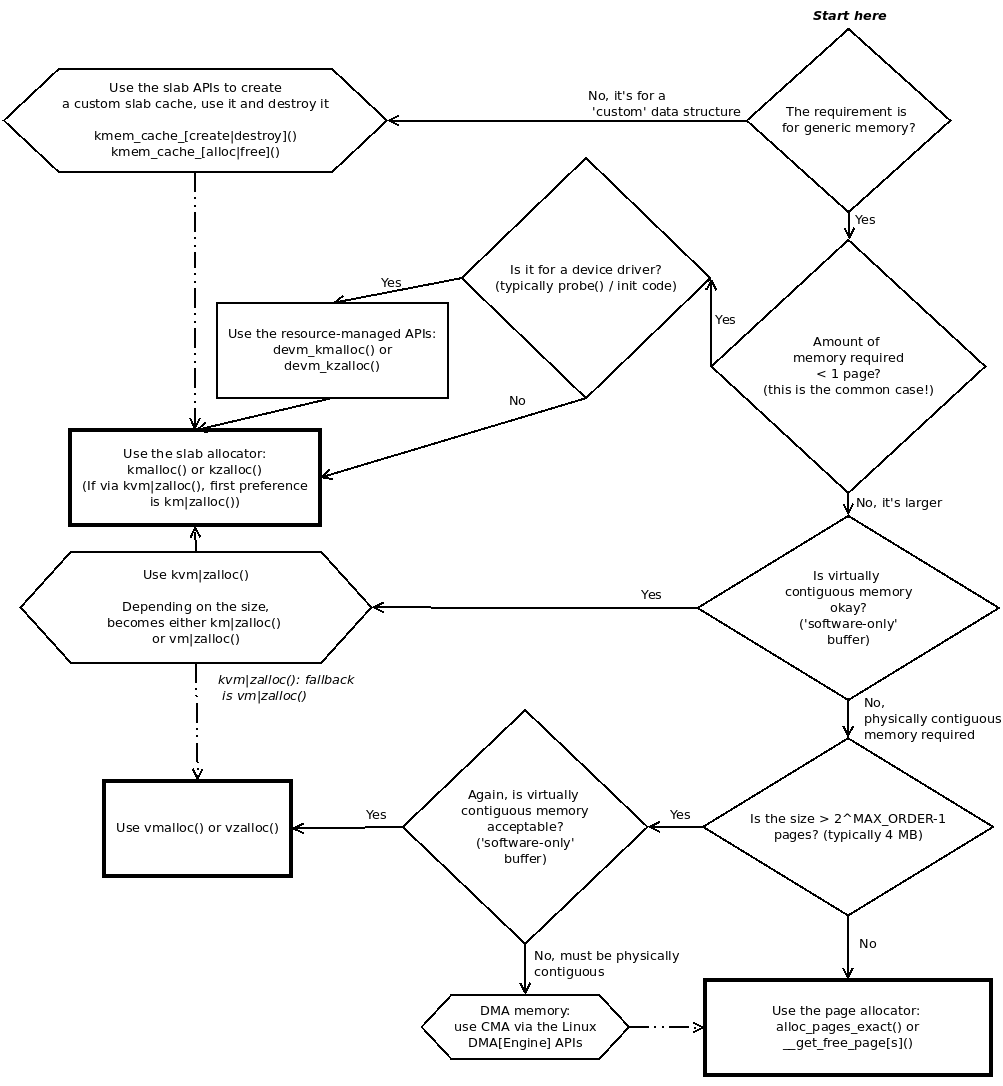 Start here
The requirement is
for generic memory?
No, it's for a
'custom' data structure
Use the slab APIs to create
a custom slab cache, use it and destroy it
kmem_cache_[create|destroy]()
kmem_cache_[alloc|free]()
Yes
Amount of
memory required
< 1 page?
(this is the common case!)
Yes
Is it for a device driver?
(typically probe() / init code)
Yes
Use the resource-managed APIs:
devm_kmalloc() or
devm_kzalloc()
No
Use the slab allocator:
kmalloc() or kzalloc()
(If via kvm|zalloc(), first preference
is km|zalloc())
No, it's larger
Is virtually
contiguous memory
okay?
('software-only'
buffer)
Yes
Use kvm|zalloc()
Depending on the size,
becomes either km|zalloc()
or vm|zalloc()
kvm|zalloc(): fallback
is vm|zalloc()
No,
physically contiguous
memory required
Is the size > 2^MAX_ORDER-1
pages? (typically 4 MB)
Yes
Again, is virtually
contiguous memory
acceptable?
('software-only'
buffer)
Yes
Use vmalloc() or vzalloc()
No, must be physically
contiguous
DMA memory:
use CMA via the Linux
DMA[Engine] APIs
No
Use the page allocator:
alloc_pages_exact() or
__get_free_page[s]()